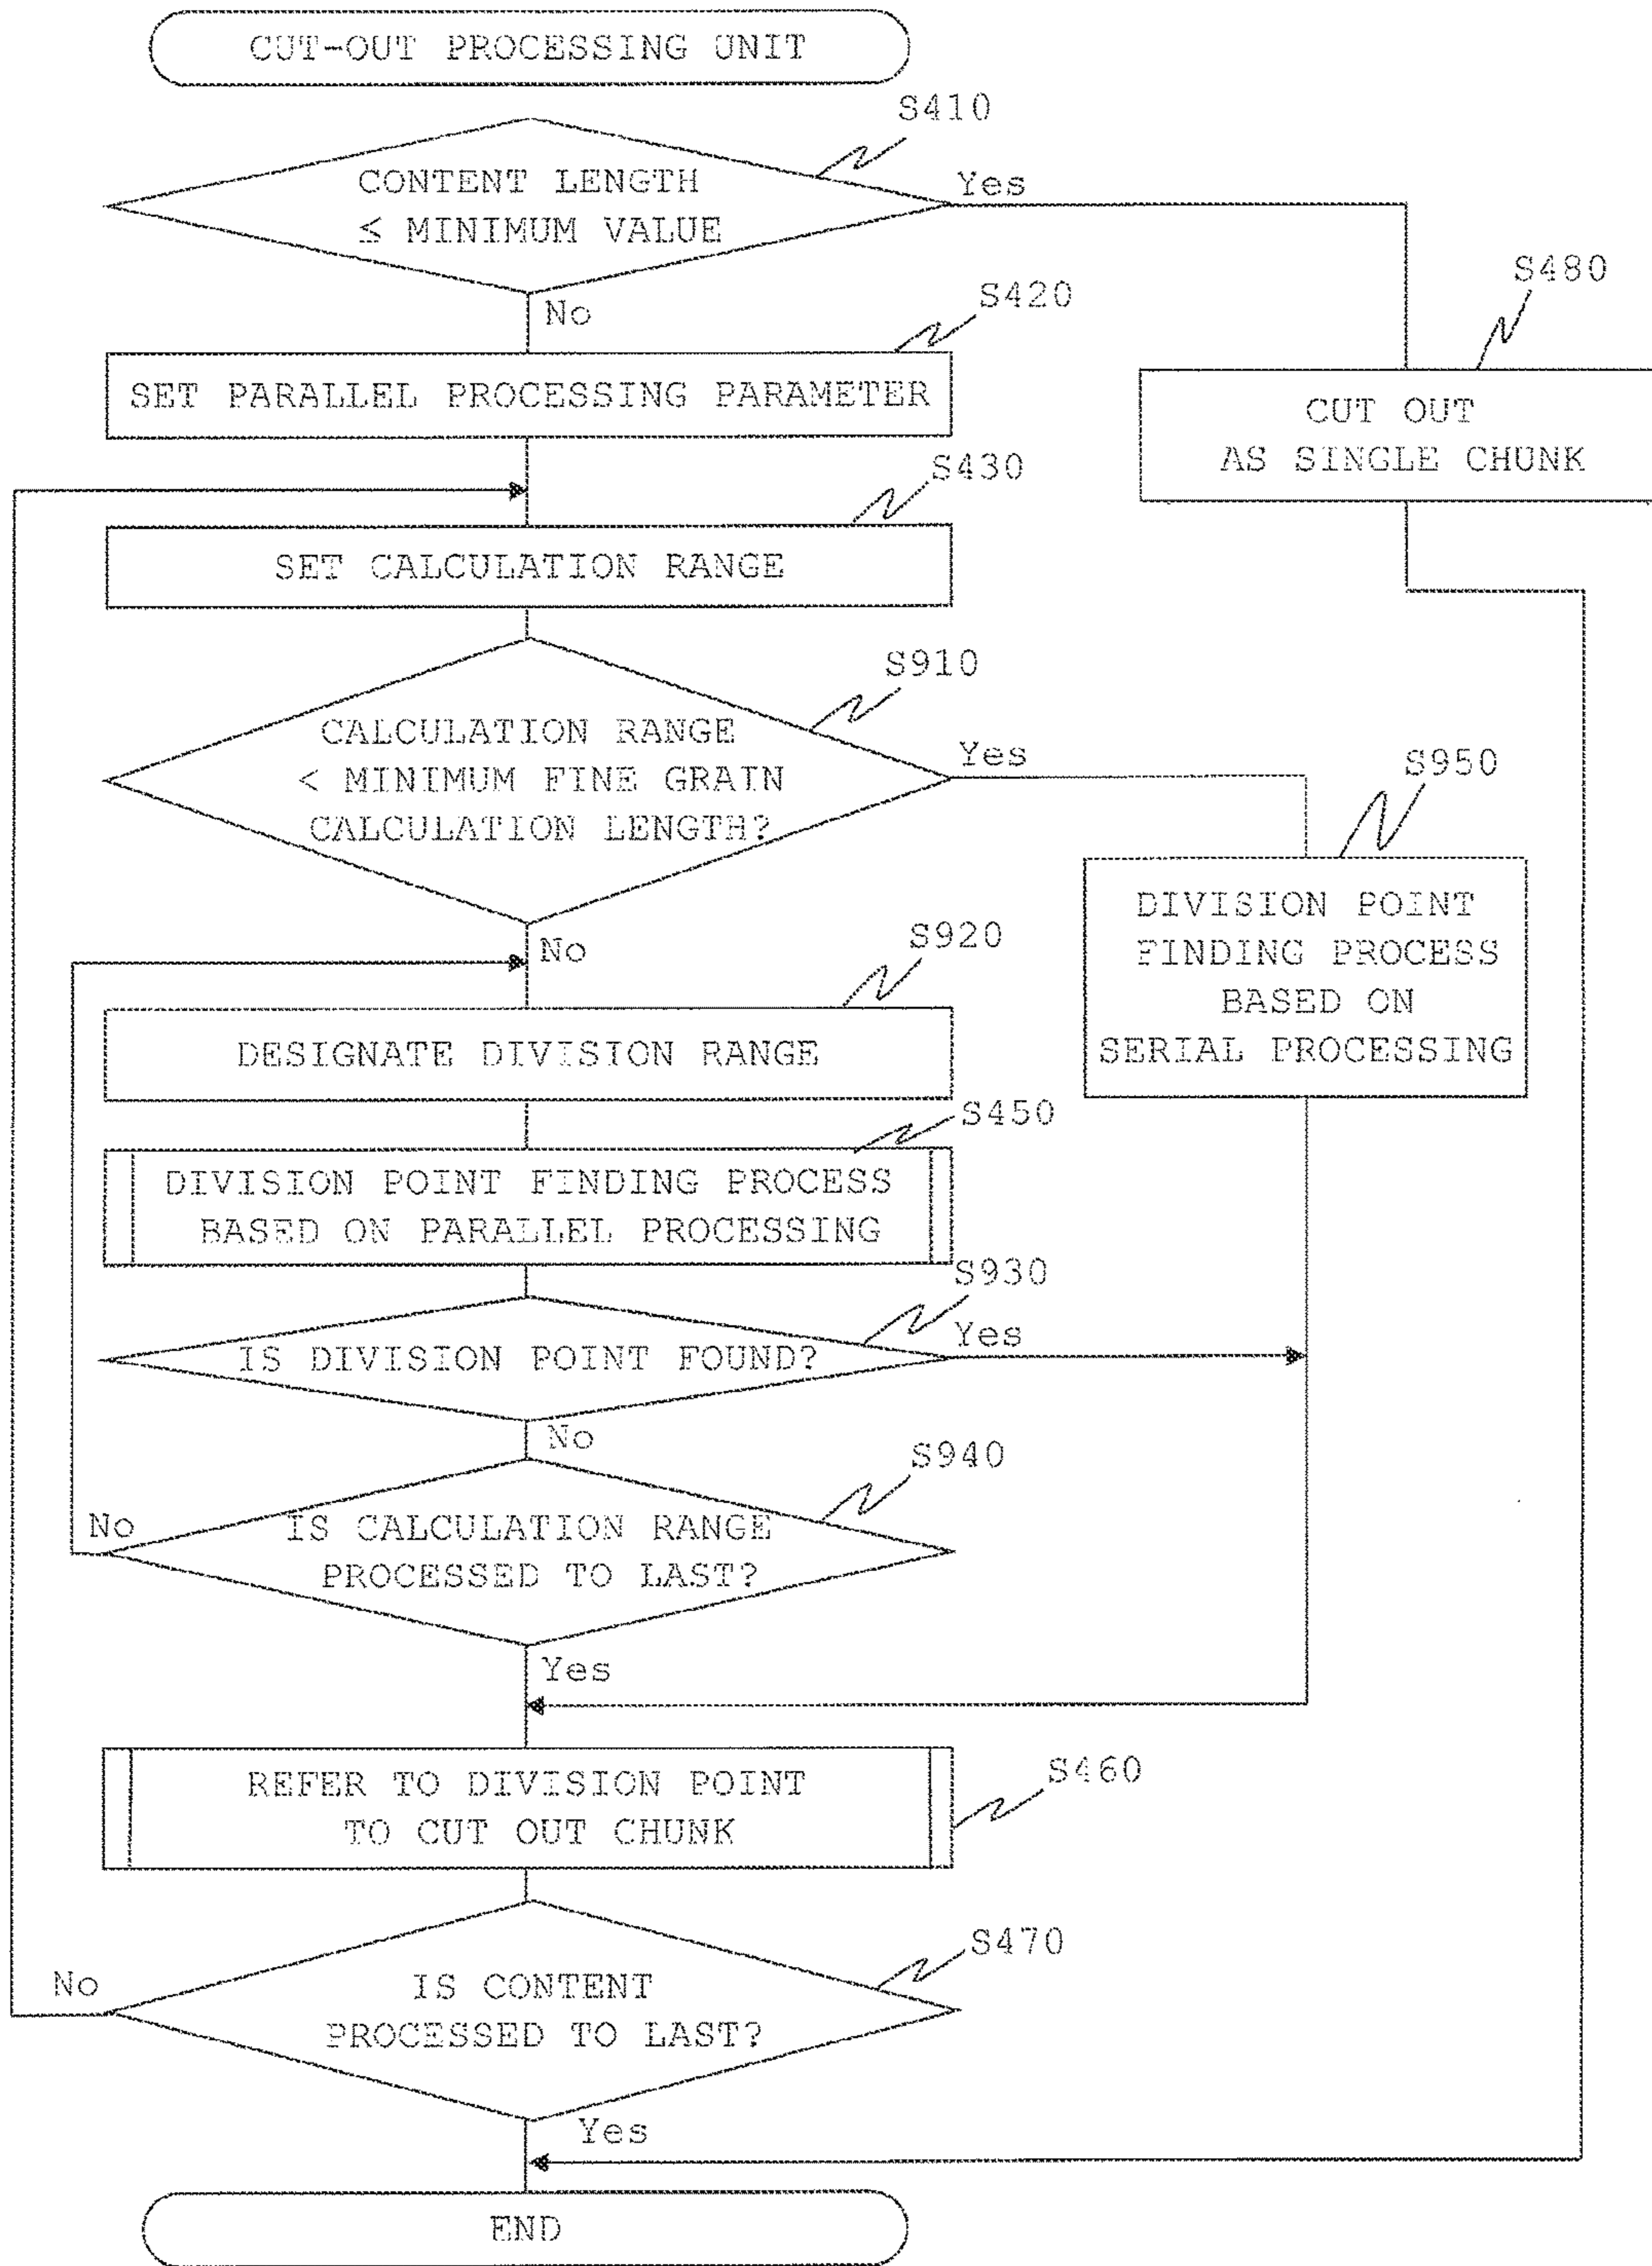 CUT-OUT PROCESSING UNIT
S410
CONTENT LENGTH
≤ MINIMUM VALUE
Yes
No
S420
S480
SET PARALLEL PROCESSING PARAMETER
CUT OUT
AS SINGLE CHUNK
S430
SET CALCULATION RANGE
S910
CALCULATION RANGE
< MINIMUM FINE GRAIN
CALCULATION LENGTH?
Yes
S950
No
S920
DIVISION POINT
FINDING PROCESS
BASED ON
SERIAL PROCESSING
DESIGNATE DIVISION RANGE
S450
DIVISION POINT FINDING PROCESS
BASED ON PARALLEL PROCESSING
S930
IS DIVISION POINT FOUND?
Yes
No
S940
No
IS CALCULATION RANGE
PROCESSED TO LAST?
Yes
REFER TO DIVISION POINT
TO CUT OUT CHUNK
S460
S470
No
IS CONTENT
PROCESSED TO LAST?
Yes
END